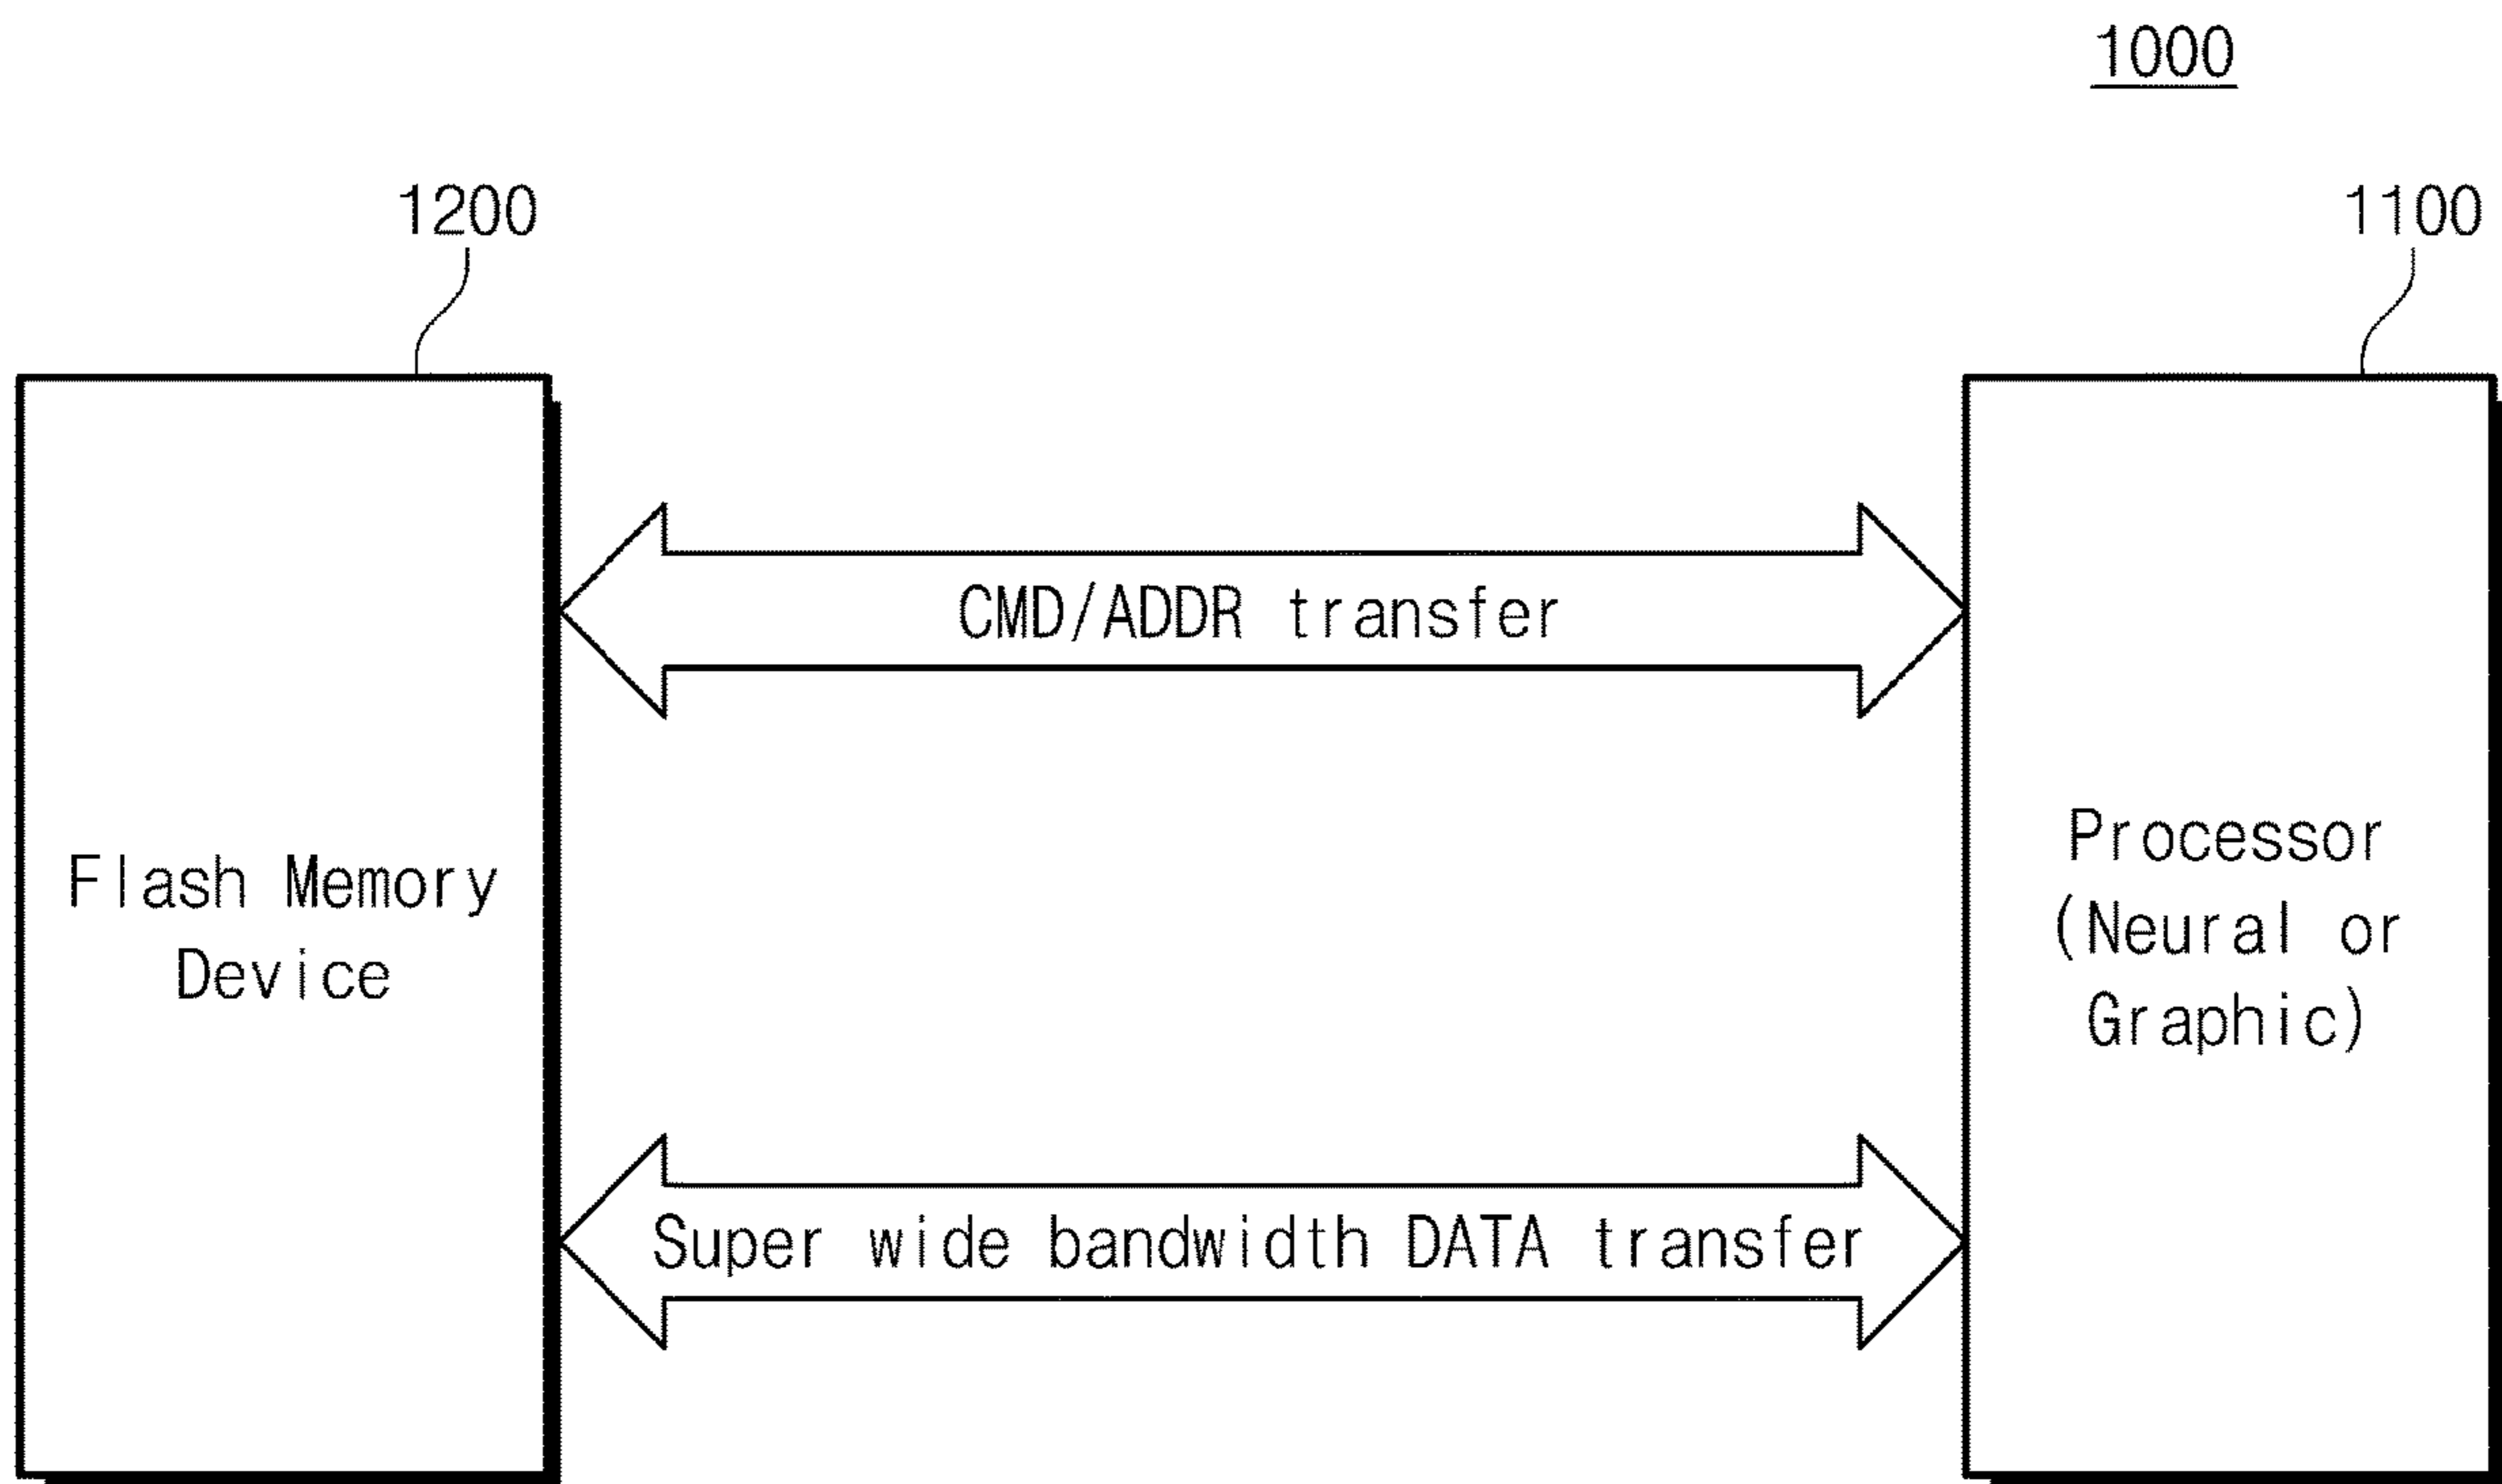 1000
1200
1100
CMD/ADDR transfer
Flash Memory
Device
Processor
(Neural or
Graphic)
Super wide bandwidth DATA transfer